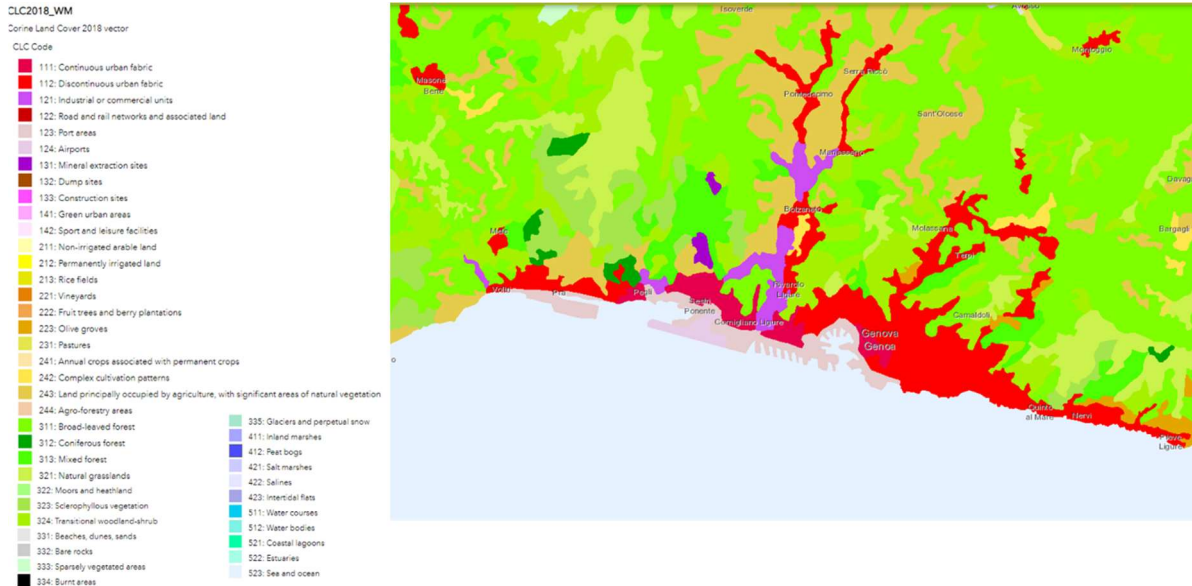 CLC2018_WM
Corine Land Cover 2018 vector
CLC Code
111: Continuous urban fabric
112: Discontinuous urban fabric
121: Industrial or commercial units
122: Road and rail networks and associated land
123: Port areas
124: Airports
131: Mineral extraction sites
132: Dump sites
133: Construction sites
141: Green urban areas
142: Sport and leisure facilities
211: Non-irrigated arable land
212: Permanently irrigated land
213: Rice fields
221: Vineyards
222: Fruit trees and berry plantations
223: Olive groves
231: Pastures
241: Annual crops associated with permanent crops
242: Complex cultivation patterns
243: Land principally occupied by agriculture, with significant areas of natural vegetation
244: Agro-forestry areas
311: Broad-leaved forest
312: Coniferous forest
313: Mixed forest
321: Natural grasslands
322: Moors and heathland
323: Sclerophyllous vegetation
324: Transitional woodland-shrub
331: Beaches, dunes, sands
332: Bare rocks
333: Sparsely vegetated areas
334: Burnt areas
335: Glaciers and perpetual snow
411: Inland marshes
412: Peat bogs
421: Salt marshes
422: Salines
423: Intertidal flats
511: Water courses
512: Water bodies
521: Coastal lagoons
522: Estuaries
523: Sea and ocean
Isoverde
Montoggio
Masone
Serra Riccò
Pontedecimo
Sant'Olcese
Manesseno
Davag
Bolzaneto
Mele
Molassana
Bargagli
Terpi
Voltri
Pra
Pegli
Rivarolo
Ligure
Sestri
Ponente
Cornigliano Ligure
Camaldoli
Genova
Genoa
o
Quinto
al Mare
Nervi
Pieve
Ligure